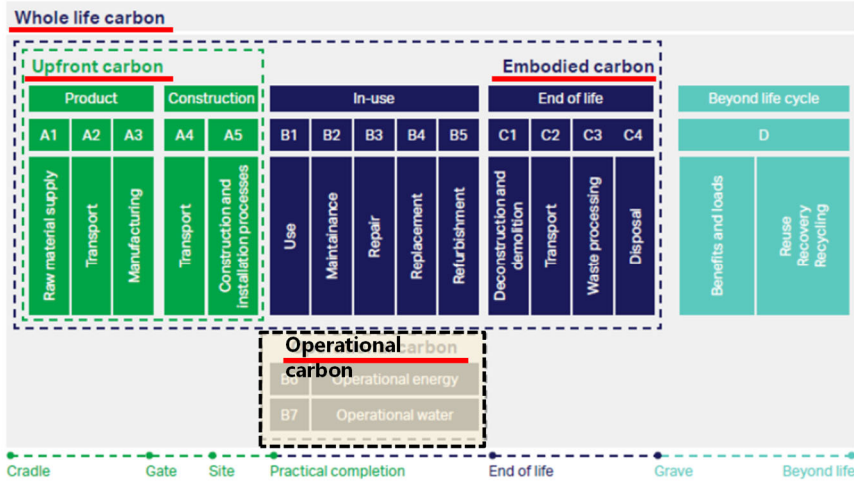 Whole life carbon
Upfront carbon
Embodied carbon
Product
Construction
In-use
End of life
Beyond life cycle
A1
A2
A3
A4
A5
B1
B2
B3
B4
B5
C1
C2
C3
C4
D
Raw material supply
Transport
Manufacturing
Transport
Construction and
installation processes
Use
Maintainance
Repair
Replacement
Refurbishment
Deconstruction and
demolition
Transport
Waste processing
Disposal
Benefits and loads
Reuse
Recovery
Recycling
Operational
carbon
carbon
B6
Operational energy
B7
Operational water
Cradle
Gate
Site
Practical completion
End of life
Grave
Beyond life